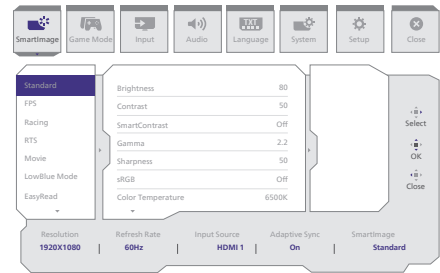 SmartImage
Game Mode
Input
Audio
TXT
Language
System
Setup
Close
Standard
FPS
Racing
RTS
Movie
LowBlue Mode
EasyRead
Brightness 80
Contrast 50
SmartContrast Off
Gamma 2.2
Sharpness 50
sRGB Off
Color Temperature 6500K
Select
OK
Close
Resolution Refresh Rate Input Source Adaptive Sync SmartImage
1920X1080 | 60Hz | HDMI 1 | On | Standard